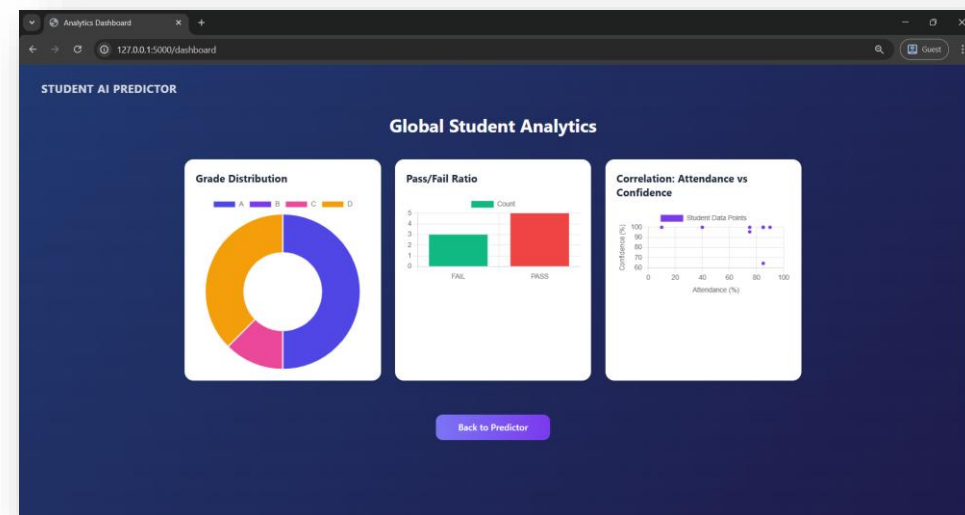 Analytics Dashboard
127.0.0.1:5000/dashboard
Guest
STUDENT AI PREDICTOR
Global Student Analytics
Grade Distribution
A B C D
Pass/Fail Ratio
Count
5
4
3
2
1
0
FAIL PASS
Correlation: Attendance vs
Confidence
Student Data Points
Confidence (%)
100
90
80
70
60
0 20 40 60 80 100
Attendance (%)
Back to Predictor